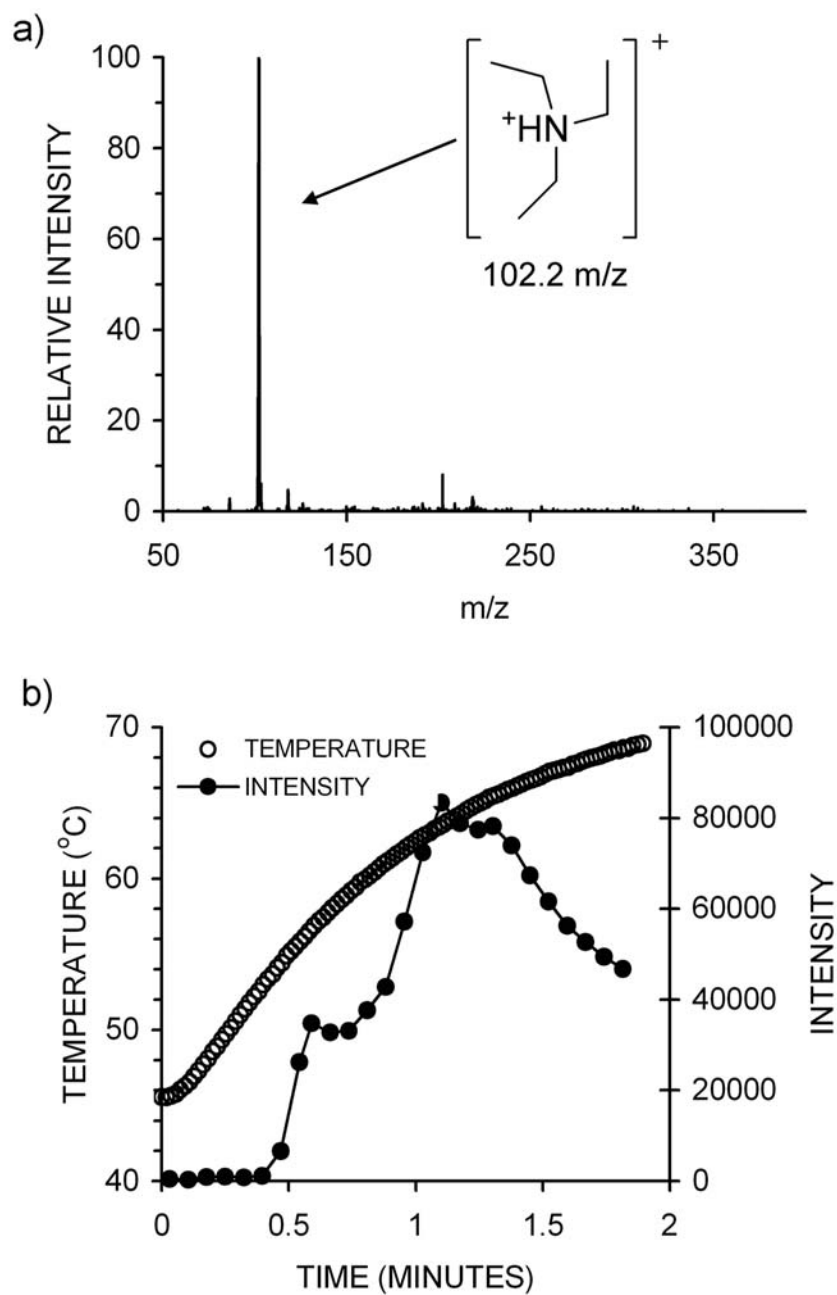 a)
RELATIVE INTENSITY
100
80
60
40
20
0
50
150
250
350
m/z
+
+HN
102.2 m/z
b)
TEMPERATURE (°C)
70
60
50
40
TEMPERATURE
INTENSITY
100000
80000
60000
40000
20000
0
INTENSITY
0
0.5
1
1.5
2
TIME (MINUTES)